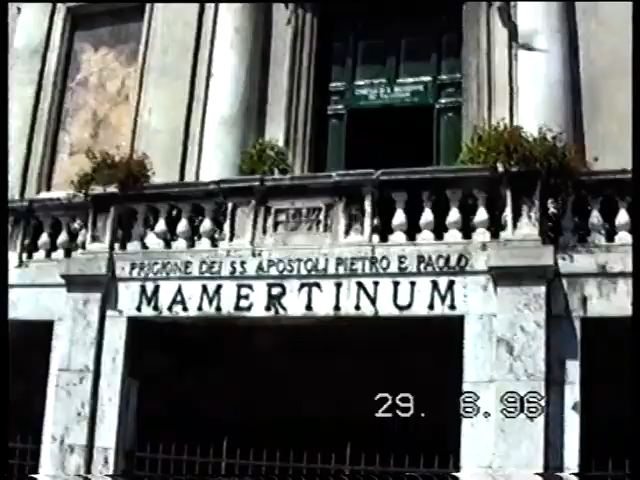 PRIGIONE DEI SS. APOSTOLI PIETRO E PAOLO
MAMERTINUM
29. 6.96